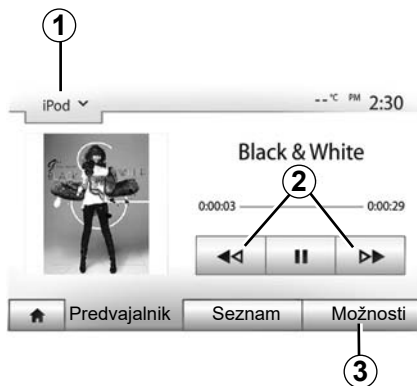 1
iPod
--°C PM 2:30
Black & White
2
0:00:03 0:00:29
Predvajalnik Seznam Možnosti
3